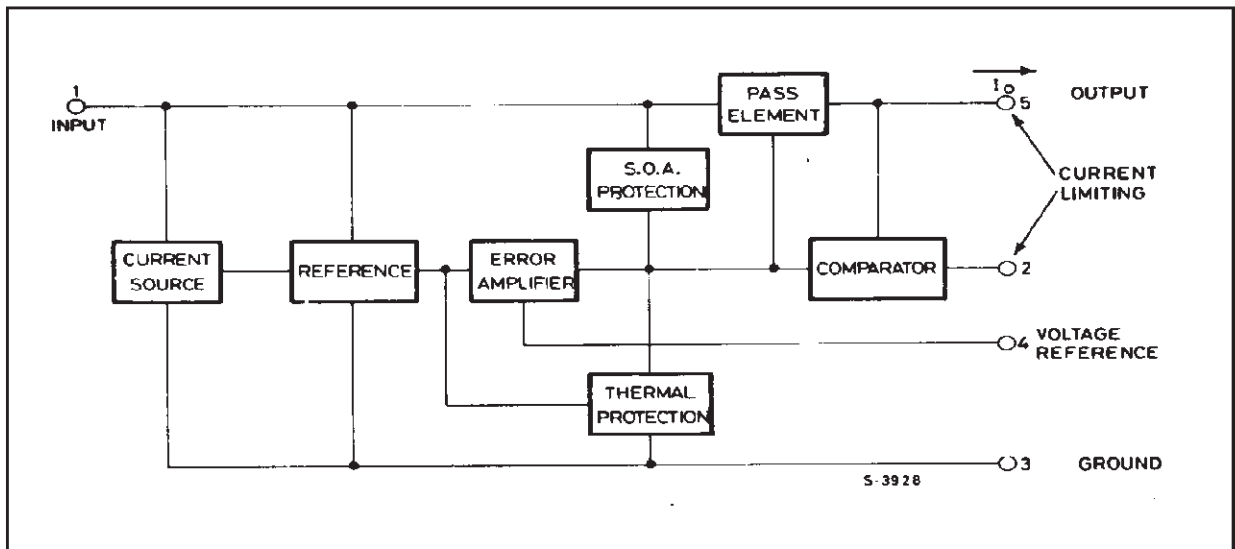 1
INPUT
CURRENT
SOURCE
REFERENCE
ERROR
AMPLIFIER
S.O.A.
PROTECTION
THERMAL
PROTECTION
PASS
ELEMENT
COMPARATOR
Io
5
OUTPUT
CURRENT
LIMITING
2
4 VOLTAGE
REFERENCE
3 GROUND
S-3928